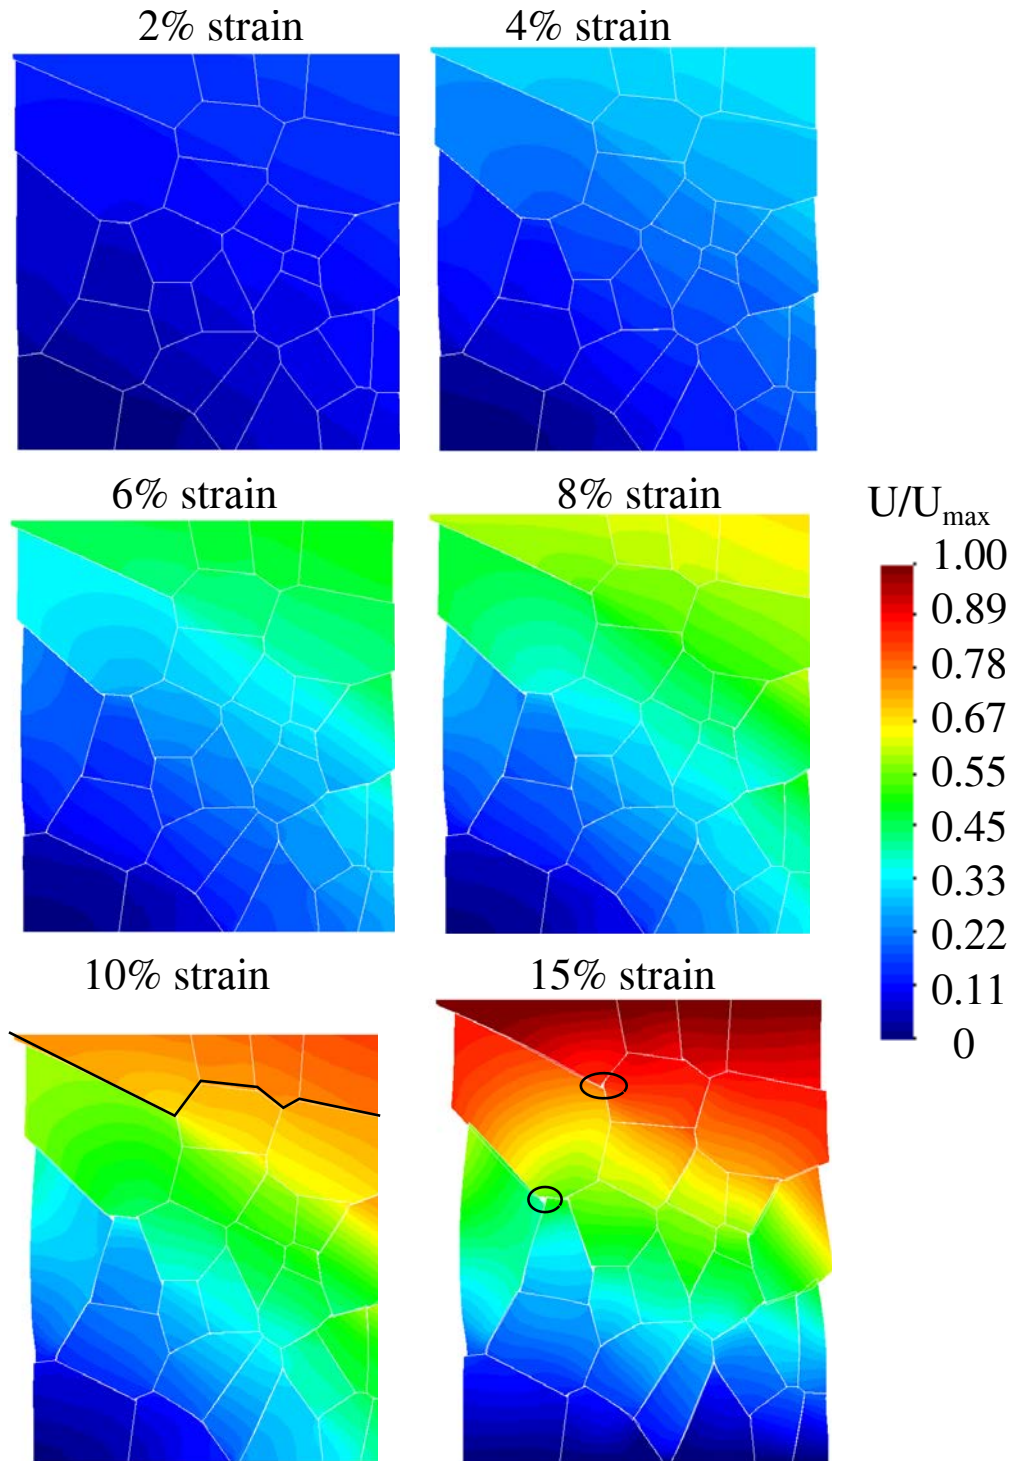 2% strain
4% strain
6% strain
8% strain
U/Umax
1.00
0.89
0.78
0.67
0.55
0.45
0.33
0.22
0.11
0
10% strain
15% strain